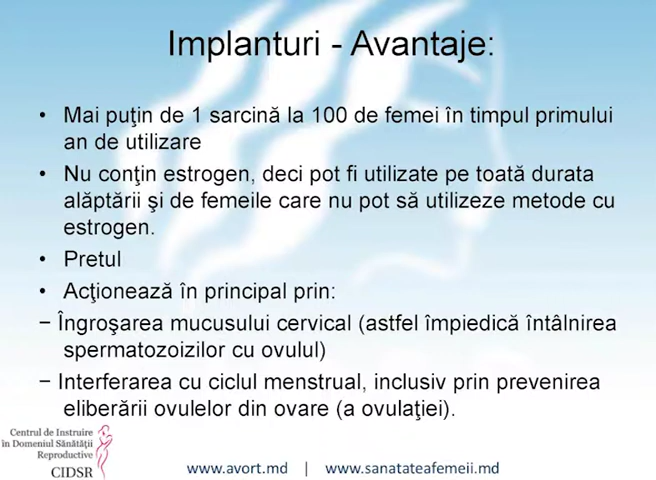 Implanturi - Avantaje:
• Mai puţin de 1 sarcină la 100 de femei în timpul primului
an de utilizare
• Nu conţin estrogen, deci pot fi utilizate pe toată durata
alăptării şi de femeile care nu pot să utilizeze metode cu
estrogen.
• Pretul
• Acţionează în principal prin:
− Îngroşarea mucusului cervical (astfel împiedică întâlnirea
spermatozoizilor cu ovulul)
− Interferarea cu ciclul menstrual, inclusiv prin prevenirea
eliberării ovulelor din ovare (a ovulaţiei).
Centrul de Instruire
în Domeniul Sănătăţii
Reproductive
CIDSR
www.avort.md | www.sanatateafemeii.md